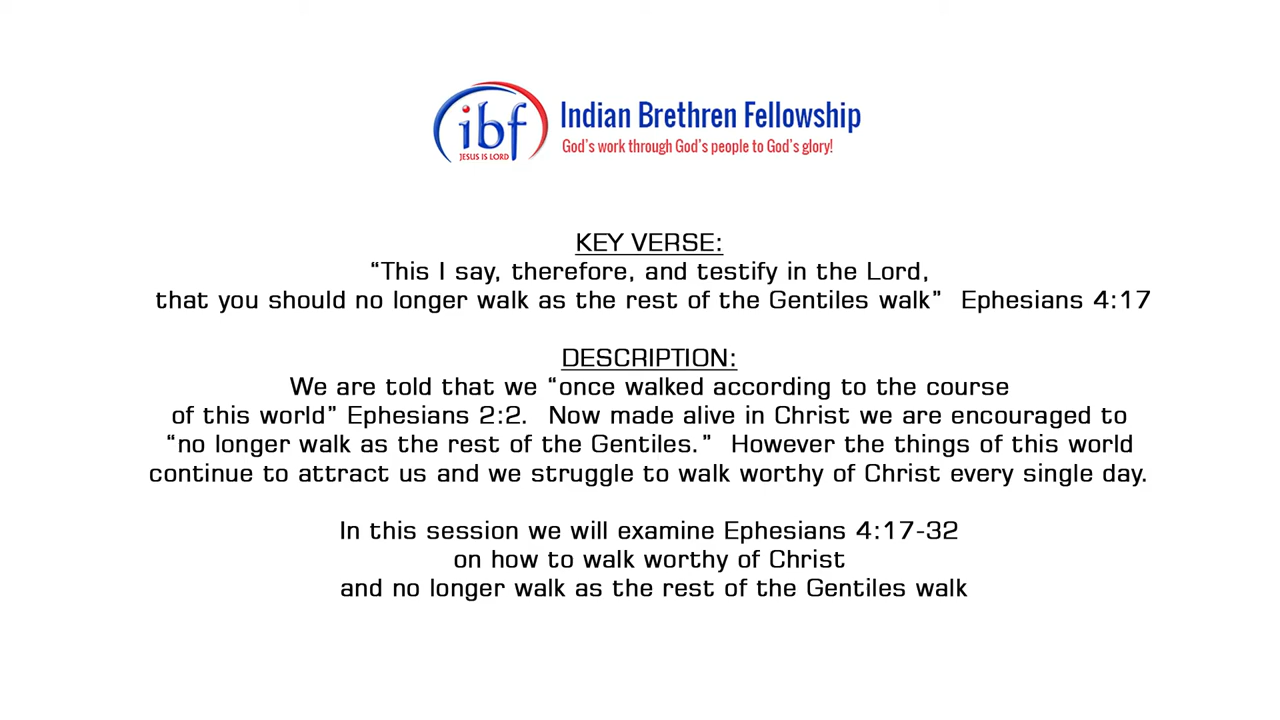 ibf
JESUS IS LORD
Indian Brethren Fellowship
God's work through God's people to God's glory!
KEY VERSE:
“This I say, therefore, and testify in the Lord,
that you should no longer walk as the rest of the Gentiles walk”  Ephesians 4:17
DESCRIPTION:
We are told that we “once walked according to the course
of this world” Ephesians 2:2.  Now made alive in Christ we are encouraged to
“no longer walk as the rest of the Gentiles.”  However the things of this world
continue to attract us and we struggle to walk worthy of Christ every single day.
In this session we will examine Ephesians 4:17-32
on how to walk worthy of Christ
and no longer walk as the rest of the Gentiles walk